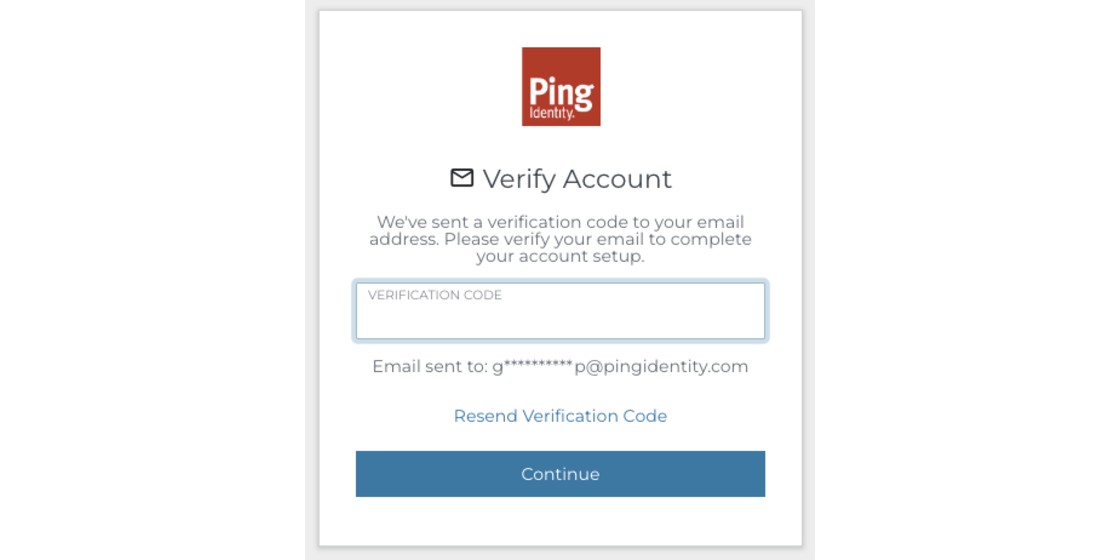 Ping
Identity.
Verify Account
We've sent a verification code to your email
address. Please verify your email to complete
your account setup.
VERIFICATION CODE
Email sent to: g**********p@pingidentity.com
Resend Verification Code
Continue